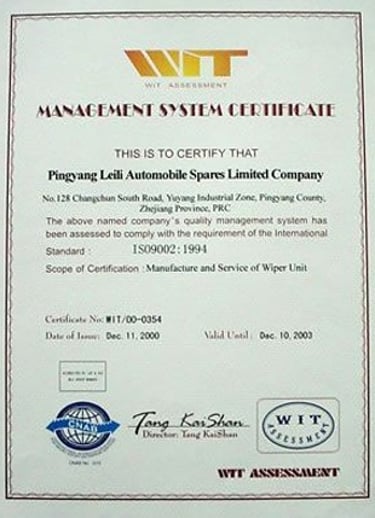 WIT
WIT ASSESSMENT
MANAGEMENT SYSTEM CERTIFICATE
THIS IS TO CERTIFY THAT
Pingyang Leili Automobile Spares Limited Company
No.128 Changchun South Road, Yuyang Industrial Zone, Pingyang County,
Zhejiang Province, PRC
The above named company's quality management system has
been assessed to comply with the requirement of the International
Standard : ISO9002:1994
Scope of Certification : Manufacture and Service of Wiper Unit
Certificate No: WIT/00-0354
Date of Issue: Dec. 11, 2000 Valid Until: Dec. 10, 2003
CNAB
Tang KaiShan
Director: Tang KaiShan
WIT
ASSESSMENT
WIT ASSESSMENT